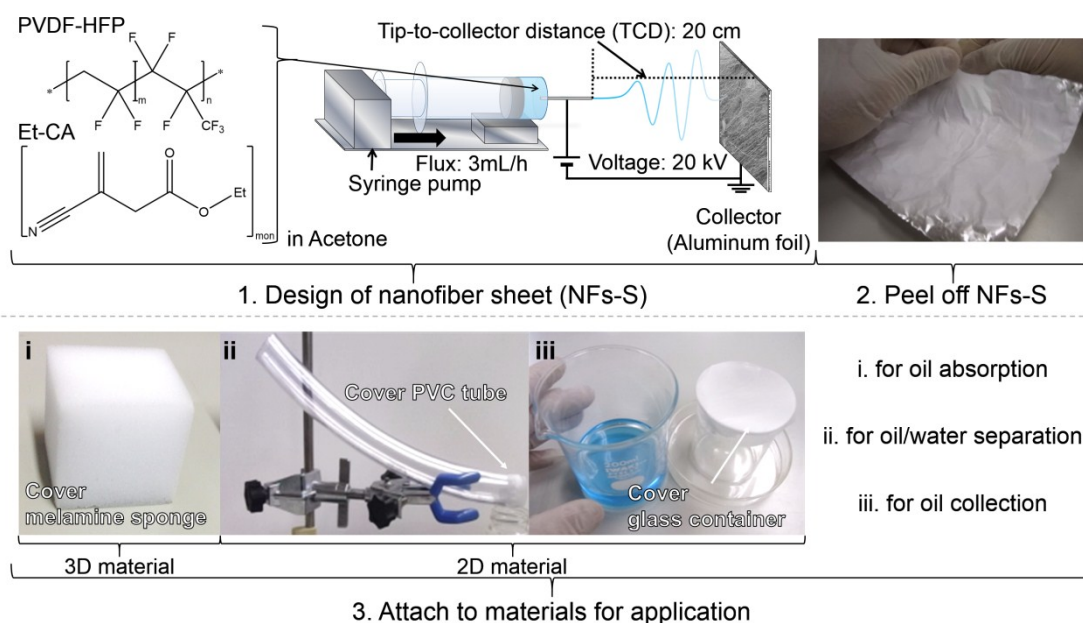 PVDF-HFP
F
F
F
*
m
n
*
F
F
F
CF3
Et-CA
N
O
O
Et
mon
in Acetone
Tip-to-collector distance (TCD): 20 cm
Flux: 3mL/h
Syringe pump
Voltage: 20 kV
Collector
(Aluminum foil)
1. Design of nanofiber sheet (NFs-S)
2. Peel off NFs-S
i
Cover
melamine sponge
ii
Cover PVC tube
iii
Cover
glass container
i. for oil absorption
ii. for oil/water separation
iii. for oil collection
3D material
2D material
3. Attach to materials for application